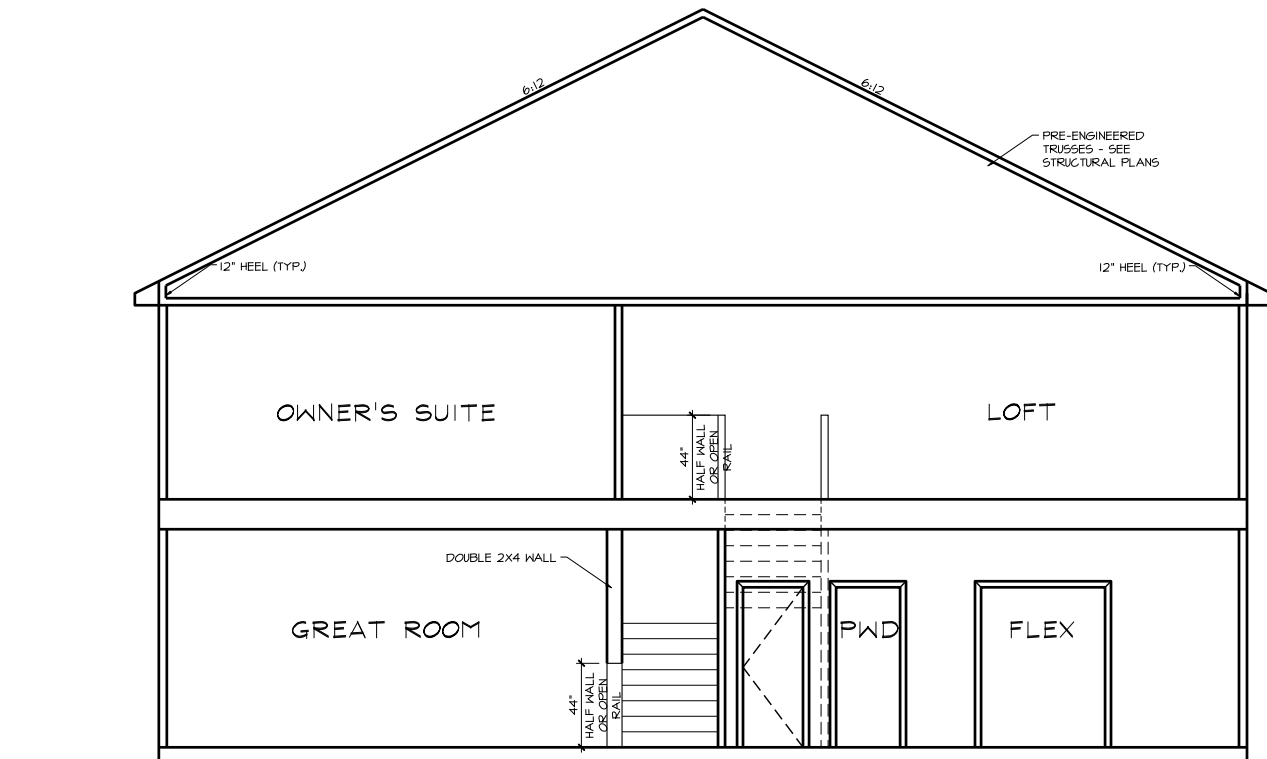 6:12
6:12
PRE-ENGINEERED
TRUSSES - SEE
STRUCTURAL PLANS
12" HEEL (TYP.)
12" HEEL (TYP.)
OWNER'S SUITE
LOFT
44"
HALF WALL
OR OPEN
RAIL
DOUBLE 2X4 WALL
GREAT ROOM
PWD
FLEX
44"
HALF WALL
OR OPEN
RAIL